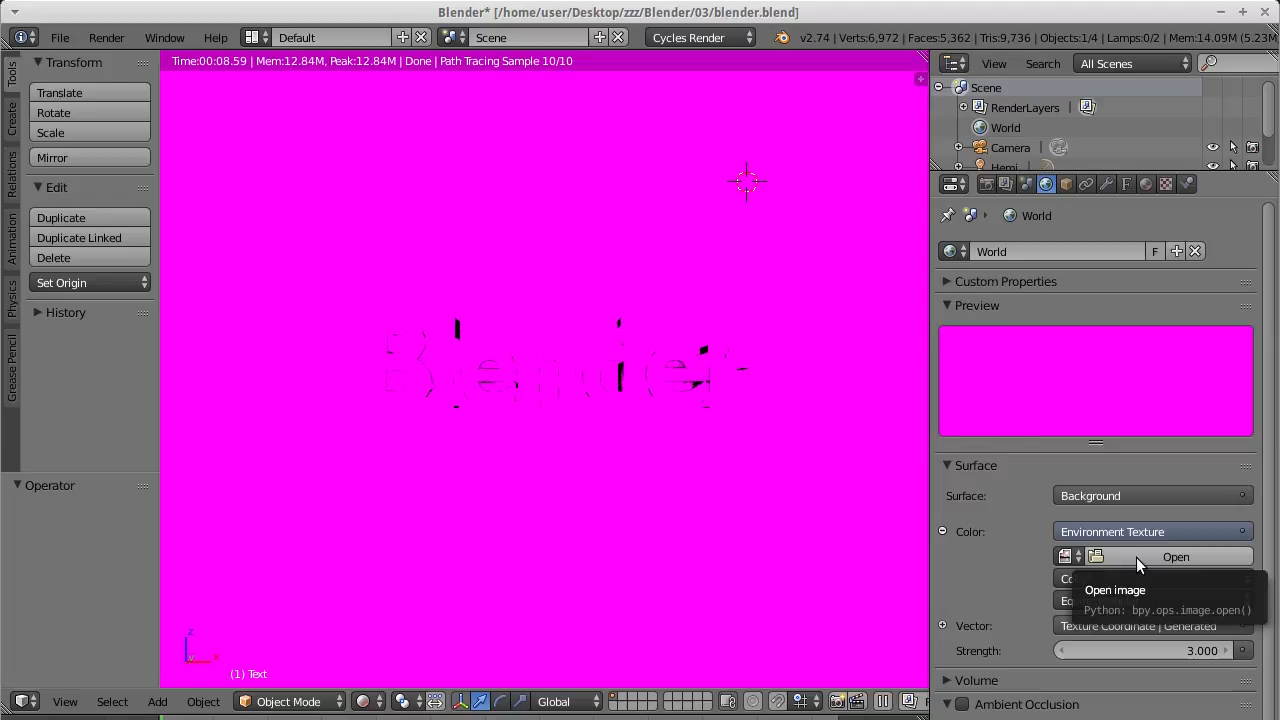 Blender* [/home/user/Desktop/zzz/Blender/03/blender.blend]
File Render Window Help Default Scene Cycles Render v2.74 | Verts:6,972 | Faces:5,362 | Tris:9,736 | Objects:1/4 | Lamps:0/2 | Mem:14.09M (5.23M
Tools
Create
Relations
Animation
Physics
Grease Pencil
Transform
Translate
Rotate
Scale
Mirror
Edit
Duplicate
Duplicate Linked
Delete
Set Origin
History
Operator
Time:00:08.59 | Mem:12.84M, Peak:12.84M | Done | Path Tracing Sample 10/10
Blender
z
x
(1) Text
View Select Add Object Object Mode Global
View Search All Scenes
Scene
RenderLayers
World
Camera
Hemi
World
World F
Custom Properties
Preview
Surface
Surface: Background
Color: Environment Texture
Open
Co
Open image
Eq
Python: bpy.ops.image.open()
Vector: Texture Coordinate | Generated
Strength: 3.000
Volume
Ambient Occlusion